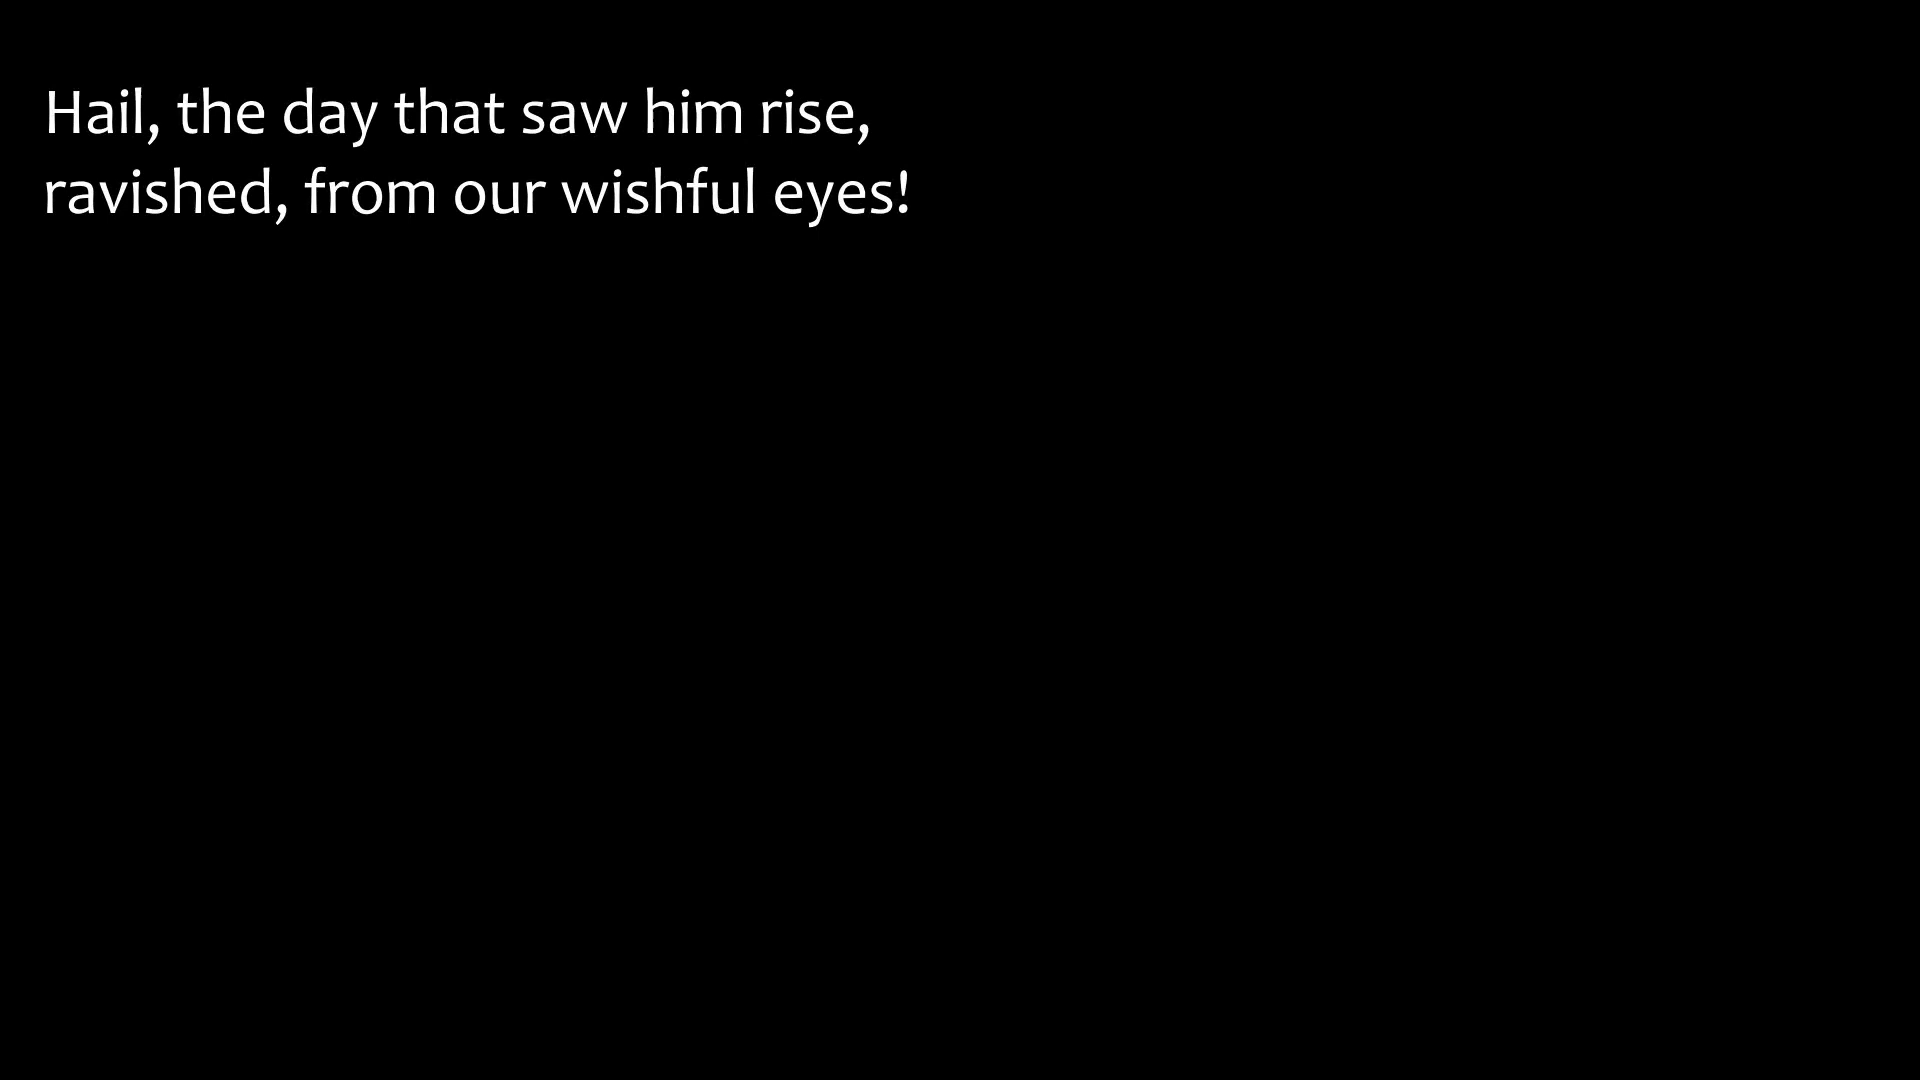 Hail, the day that saw him rise,
ravished, from our wishful eyes!